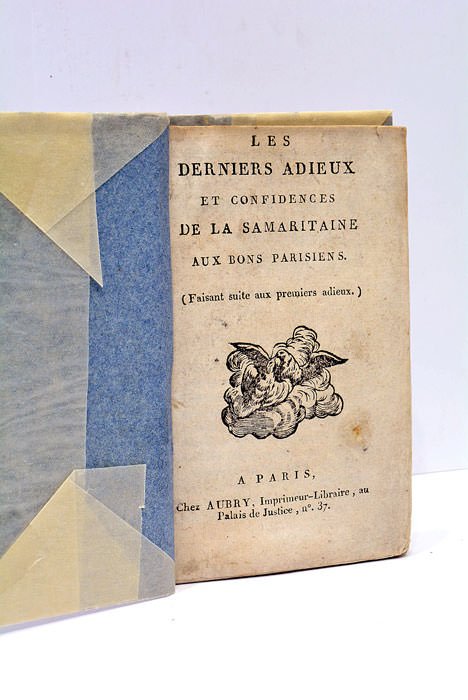 LES
DERNIERS ADIEUX
ET CONFIDENCES
DE LA SAMARITAINE
AUX BONS PARISIENS.
(Faisant suite aux premiers adieux.)
A PARIS,
Chez AUBRY, Imprimeur-Libraire, au
Palais de Justice, nº. 37.